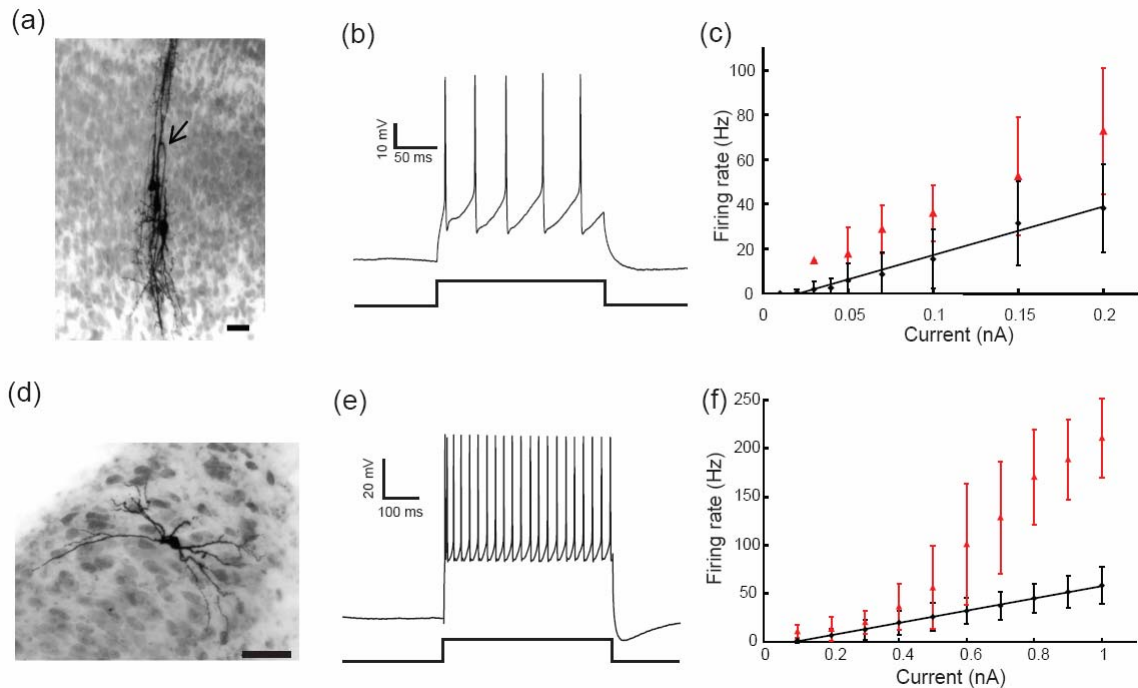 (a)
(b)
10 mV
50 ms
(c)
Firing rate (Hz)
100
80
60
40
20
0
0
0.05
0.1
0.15
0.2
Current (nA)
(d)
(e)
20 mV
100 ms
(f)
Firing rate (Hz)
250
200
150
100
50
0
0
0.2
0.4
0.6
0.8
1
Current (nA)